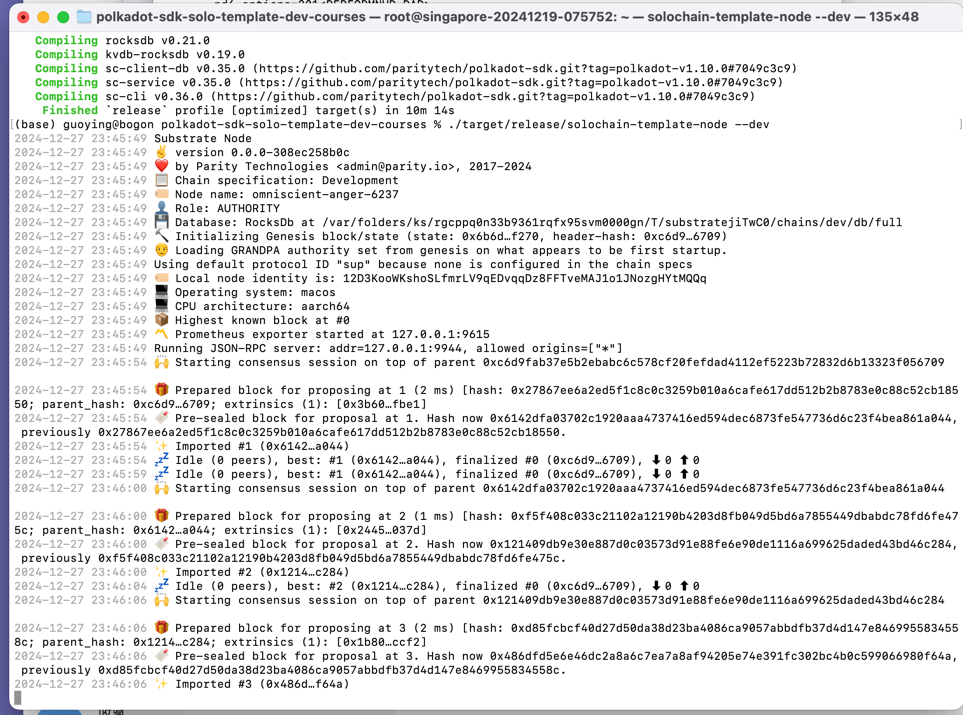 polkadot-sdk-solo-template-dev-courses — root@singapore-20241219-075752: ~ — solochain-template-node --dev — 135×48
Compiling rocksdb v0.21.0
Compiling kvdb-rocksdb v0.19.0
Compiling sc-client-db v0.35.0 (https://github.com/paritytech/polkadot-sdk.git?tag=polkadot-v1.10.0#7049c3c9)
Compiling sc-service v0.35.0 (https://github.com/paritytech/polkadot-sdk.git?tag=polkadot-v1.10.0#7049c3c9)
Compiling sc-cli v0.36.0 (https://github.com/paritytech/polkadot-sdk.git?tag=polkadot-v1.10.0#7049c3c9)
Finished `release` profile [optimized] target(s) in 10m 14s
[(base) guoying@bogon polkadot-sdk-solo-template-dev-courses % ./target/release/solochain-template-node --dev ]
2024-12-27 23:45:49 Substrate Node
2024-12-27 23:45:49 ✌️ version 0.0.0-308ec258b0c
2024-12-27 23:45:49 ❤️ by Parity Technologies <admin@parity.io>, 2017-2024
2024-12-27 23:45:49 📋 Chain specification: Development
2024-12-27 23:45:49 🏷 Node name: omniscient-anger-6237
2024-12-27 23:45:49 👤 Role: AUTHORITY
2024-12-27 23:45:49 💾 Database: RocksDb at /var/folders/ks/rgcppq0n33b9361rqfx95svm0000gn/T/substratejiTwC0/chains/dev/db/full
2024-12-27 23:45:49 🔨 Initializing Genesis block/state (state: 0x6b6d…f270, header-hash: 0xc6d9…6709)
2024-12-27 23:45:49 👴 Loading GRANDPA authority set from genesis on what appears to be first startup.
2024-12-27 23:45:49 Using default protocol ID "sup" because none is configured in the chain specs
2024-12-27 23:45:49 🏷 Local node identity is: 12D3KooWKshoSLfmrLV9qEDvqqDz8FFTveMAJ1o1JNozgHYtMQQq
2024-12-27 23:45:49 💻 Operating system: macos
2024-12-27 23:45:49 💻 CPU architecture: aarch64
2024-12-27 23:45:49 📦 Highest known block at #0
2024-12-27 23:45:49 〽️ Prometheus exporter started at 127.0.0.1:9615
2024-12-27 23:45:49 Running JSON-RPC server: addr=127.0.0.1:9944, allowed origins=["*"]
2024-12-27 23:45:54 🙌 Starting consensus session on top of parent 0xc6d9fab37e5b2ebabc6c578cf20fefdad4112ef5223b72832d6b13323f056709
2024-12-27 23:45:54 🎁 Prepared block for proposing at 1 (2 ms) [hash: 0x27867ee6a2ed5f1c8c0c3259b010a6cafe617dd512b2b8783e0c88c52cb185
50; parent_hash: 0xc6d9…6709; extrinsics (1): [0x3b60…fbe1]
2024-12-27 23:45:54 🔖 Pre-sealed block for proposal at 1. Hash now 0x6142dfa03702c1920aaa4737416ed594dec6873fe547736d6c23f4bea861a044,
previously 0x27867ee6a2ed5f1c8c0c3259b010a6cafe617dd512b2b8783e0c88c52cb18550.
2024-12-27 23:45:54 ✨ Imported #1 (0x6142…a044)
2024-12-27 23:45:54 💤 Idle (0 peers), best: #1 (0x6142…a044), finalized #0 (0xc6d9…6709), ⬇ 0 ⬆ 0
2024-12-27 23:45:59 💤 Idle (0 peers), best: #1 (0x6142…a044), finalized #0 (0xc6d9…6709), ⬇ 0 ⬆ 0
2024-12-27 23:46:00 🙌 Starting consensus session on top of parent 0x6142dfa03702c1920aaa4737416ed594dec6873fe547736d6c23f4bea861a044
2024-12-27 23:46:00 🎁 Prepared block for proposing at 2 (1 ms) [hash: 0xf5f408c033c21102a12190b4203d8fb049d5bd6a7855449dbabdc78fd6fe47
5c; parent_hash: 0x6142…a044; extrinsics (1): [0x2445…037d]
2024-12-27 23:46:00 🔖 Pre-sealed block for proposal at 2. Hash now 0x121409db9e30e887d0c03573d91e88fe6e90de1116a699625daded43bd46c284,
previously 0xf5f408c033c21102a12190b4203d8fb049d5bd6a7855449dbabdc78fd6fe475c.
2024-12-27 23:46:00 ✨ Imported #2 (0x1214…c284)
2024-12-27 23:46:04 💤 Idle (0 peers), best: #2 (0x1214…c284), finalized #0 (0xc6d9…6709), ⬇ 0 ⬆ 0
2024-12-27 23:46:06 🙌 Starting consensus session on top of parent 0x121409db9e30e887d0c03573d91e88fe6e90de1116a699625daded43bd46c284
2024-12-27 23:46:06 🎁 Prepared block for proposing at 3 (2 ms) [hash: 0xd85fcbcf40d27d50da38d23ba4086ca9057abbdfb37d4d147e846995583455
8c; parent_hash: 0x1214…c284; extrinsics (1): [0x1b80…ccf2]
2024-12-27 23:46:06 🔖 Pre-sealed block for proposal at 3. Hash now 0x486dfd5e6e46dc2a8a6c7ea7a8af94205e74e391fc302bc4b0c599066980f64a,
previously 0xd85fcbcf40d27d50da38d23ba4086ca9057abbdfb37d4d147e8469955834558c.
2024-12-27 23:46:06 ✨ Imported #3 (0x486d…f64a)